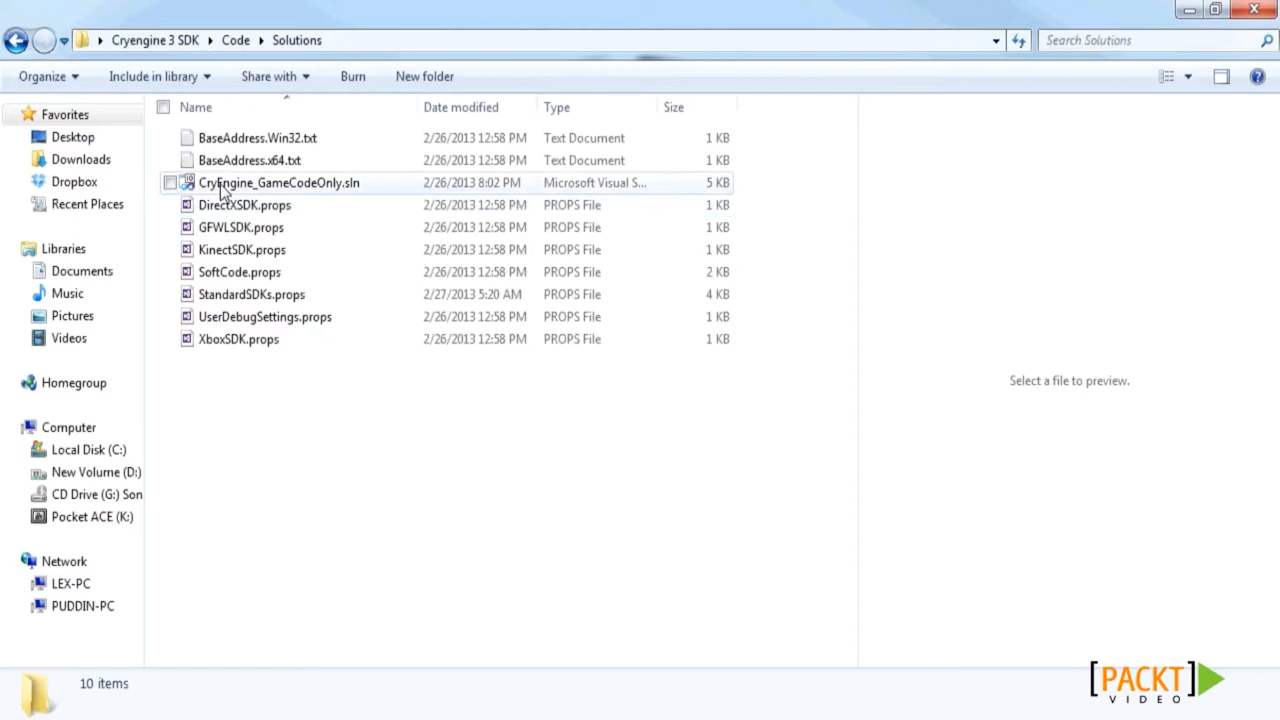 Cryengine 3 SDK Code Solutions Search Solutions
Organize Include in library Share with Burn New folder
Name Date modified Type Size
Favorites
Desktop
Downloads
Dropbox
Recent Places
Libraries
Documents
Music
Pictures
Videos
Homegroup
Computer
Local Disk (C:)
New Volume (D:)
CD Drive (G:) Son
Pocket ACE (K:)
Network
LEX-PC
PUDDIN-PC
BaseAddress.Win32.txt 2/26/2013 12:58 PM Text Document 1 KB
BaseAddress.x64.txt 2/26/2013 12:58 PM Text Document 1 KB
CryEngine_GameCodeOnly.sln 2/26/2013 8:02 PM Microsoft Visual S... 5 KB
DirectXSDK.props 2/26/2013 12:58 PM PROPS File 1 KB
GFWLSDK.props 2/26/2013 12:58 PM PROPS File 1 KB
KinectSDK.props 2/26/2013 12:58 PM PROPS File 1 KB
SoftCode.props 2/26/2013 12:58 PM PROPS File 2 KB
StandardSDKs.props 2/27/2013 5:20 AM PROPS File 4 KB
UserDebugSettings.props 2/26/2013 12:58 PM PROPS File 1 KB
XboxSDK.props 2/26/2013 12:58 PM PROPS File 1 KB
Select a file to preview.
10 items
[PACKT]
VIDEO